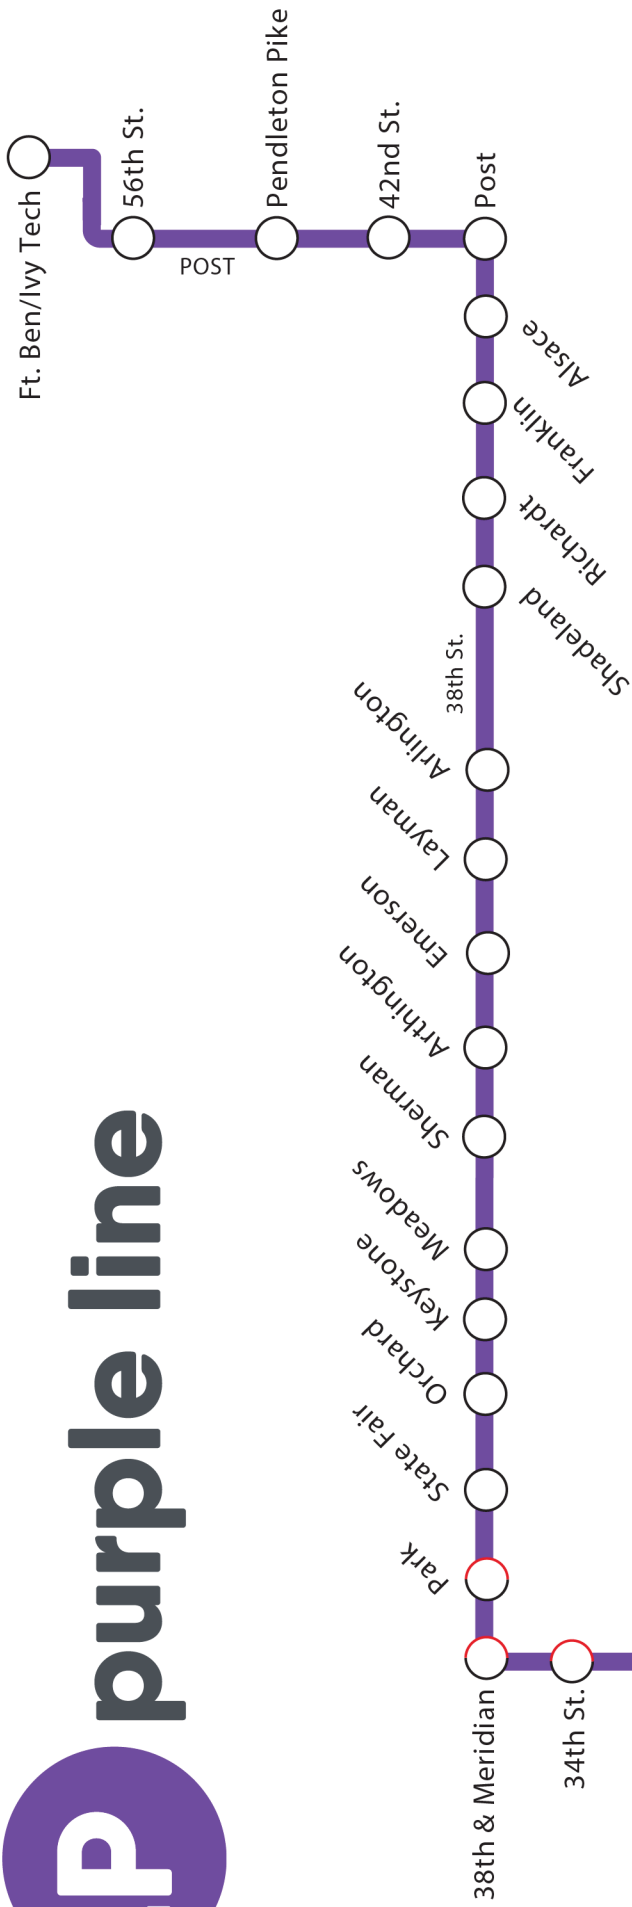 P
purple line
Ft. Ben/Ivy Tech
56th St.
POST
Pendleton Pike
42nd St.
Post
Alsace
Franklin
Richardt
Shadeland
38th St.
Arlington
Layman
Emerson
Arthington
Sherman
Meadows
Keystone
Orchard
State Fair
Park
38th & Meridian
34th St.